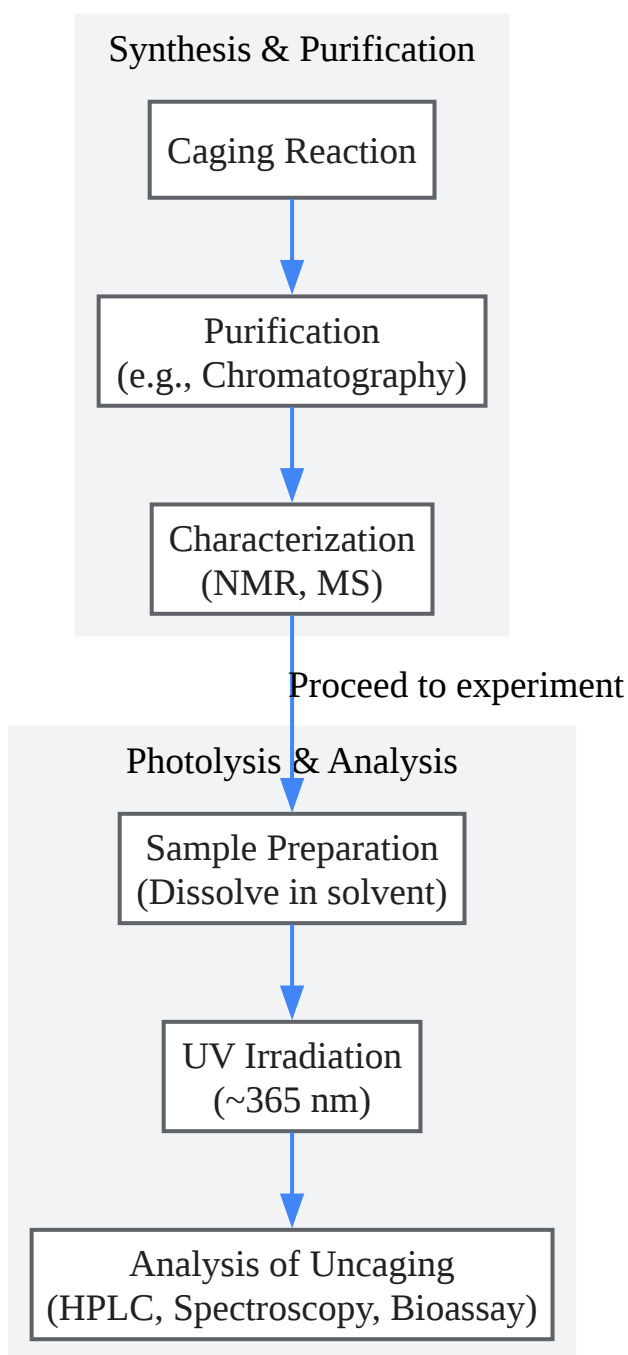 Synthesis & Purification
Caging Reaction
Purification
(e.g., Chromatography)
Characterization
(NMR, MS)
Proceed to experiment
Photolysis & Analysis
Sample Preparation
(Dissolve in solvent)
UV Irradiation
(~365 nm)
Analysis of Uncaging
(HPLC, Spectroscopy, Bioassay)